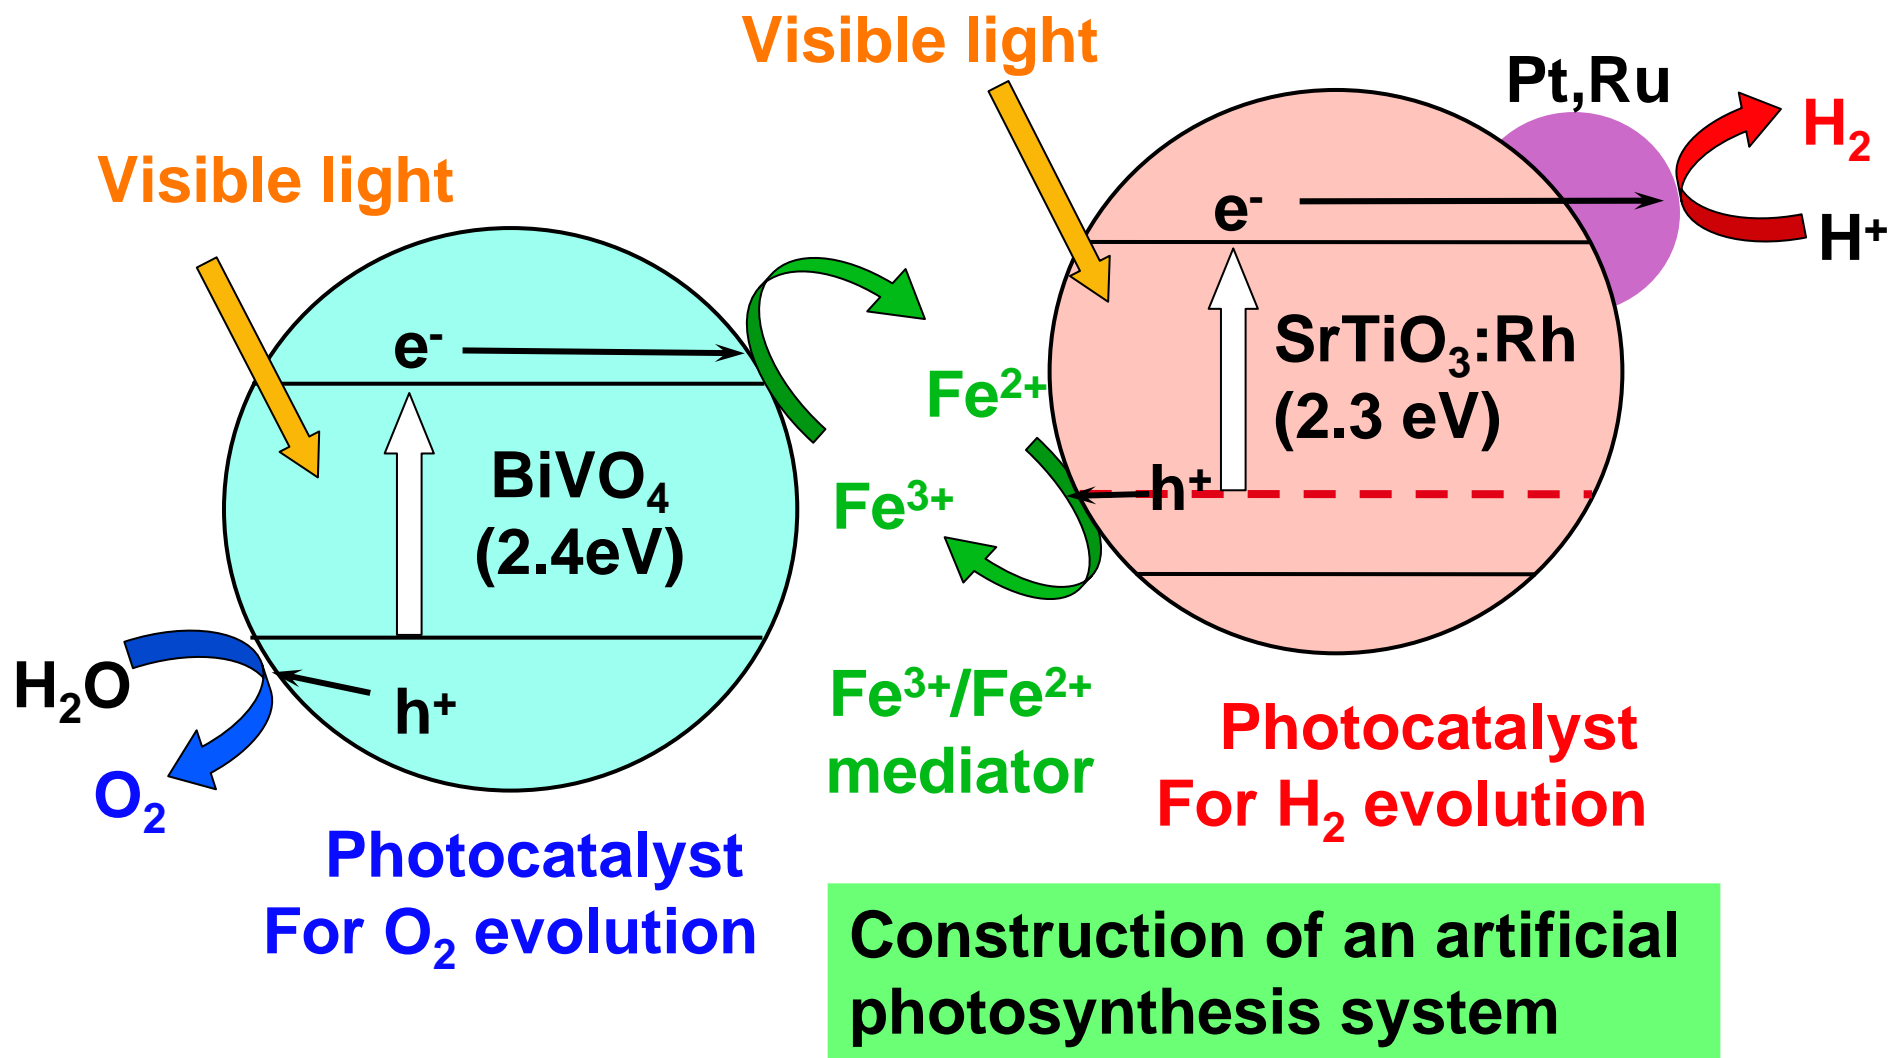 Visible light
Pt,Ru
H₂
Visible light
e⁻
H⁺
SrTiO₃:Rh
(2.3 eV)
e⁻
Fe²⁺
BiVO₄
(2.4eV)
h⁺
Fe³⁺
H₂O
h⁺
O₂
Fe³⁺/Fe²⁺
mediator
Photocatalyst
For H₂ evolution
Photocatalyst
For O₂ evolution
Construction of an artificial
photosynthesis system